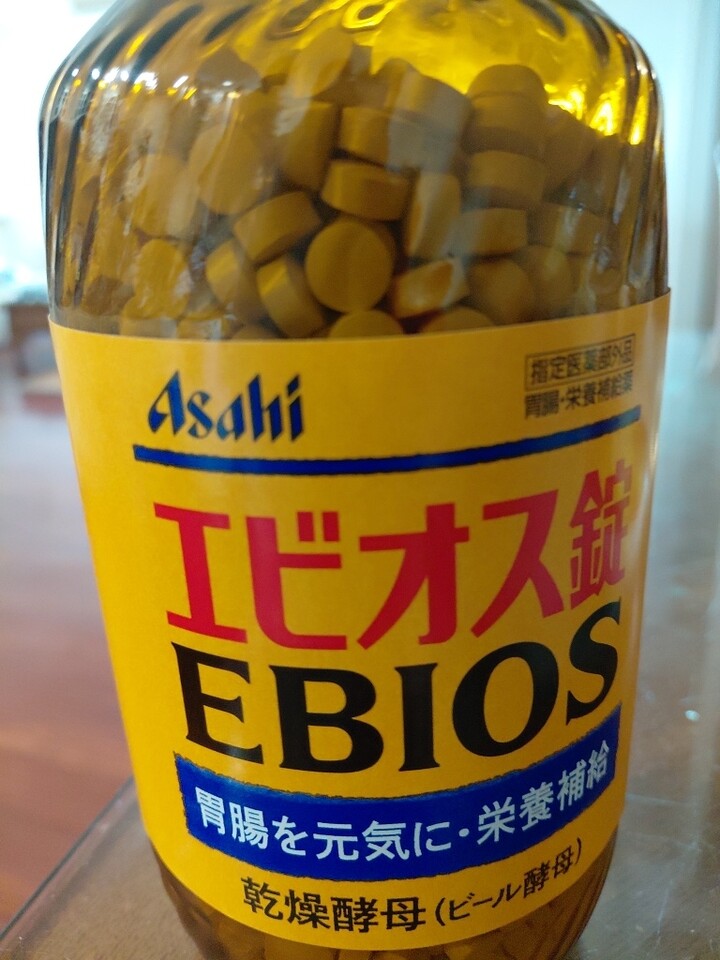 Asahi
指定医薬部外品
胃腸・栄養補給薬
エビオス錠
EBIOS
胃腸を元気に・栄養補給
乾燥酵母(ビール酵母)